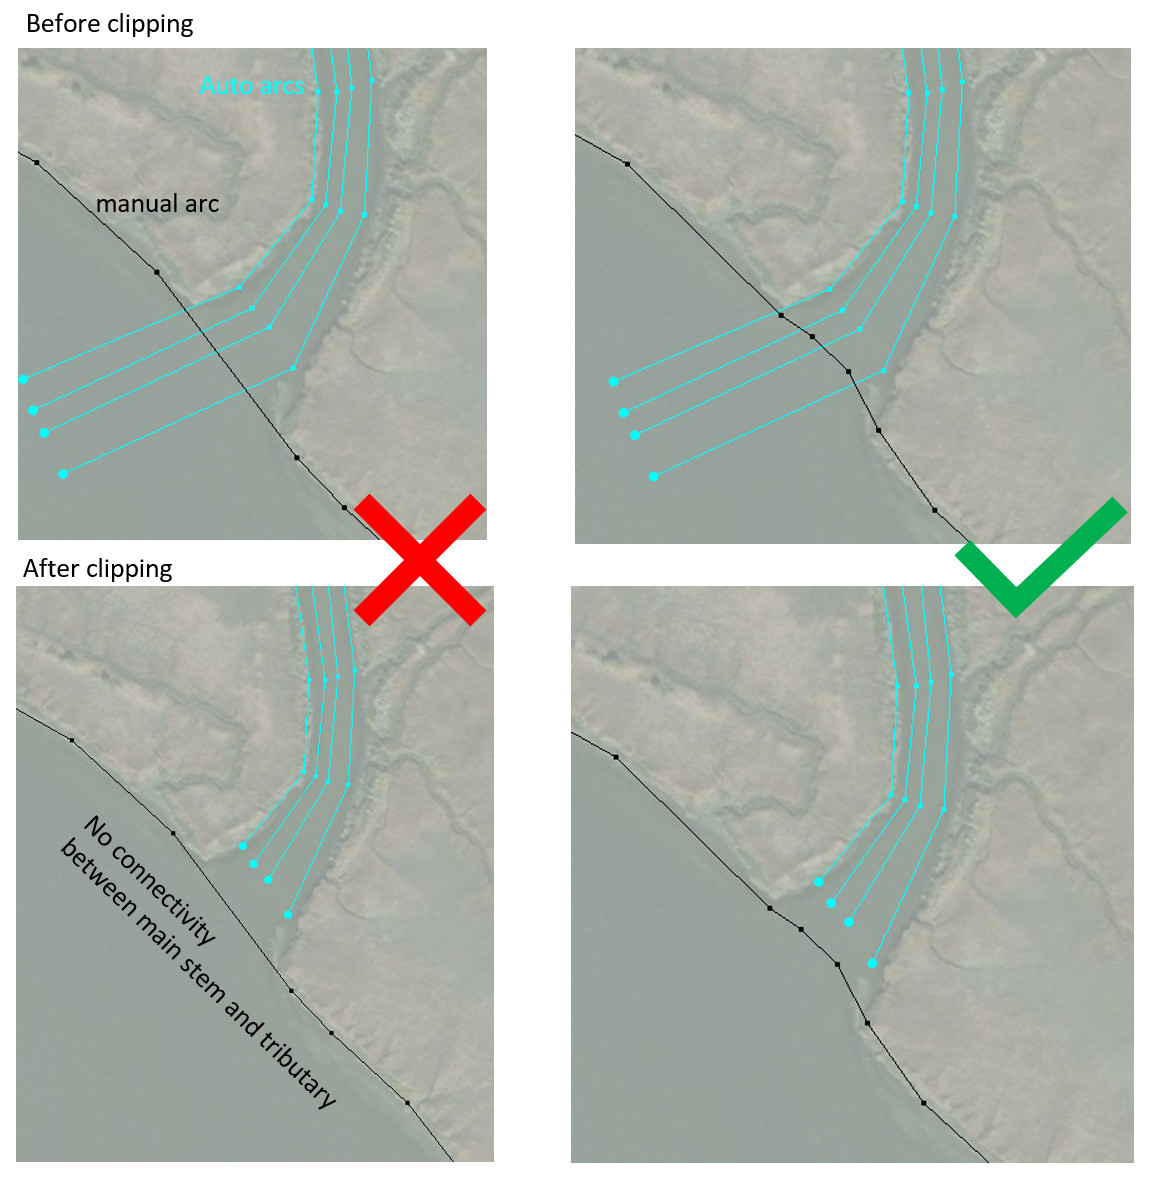 Before clipping
Auto arcs
manual arc
After clipping
No connectivity
between main stem and tributary